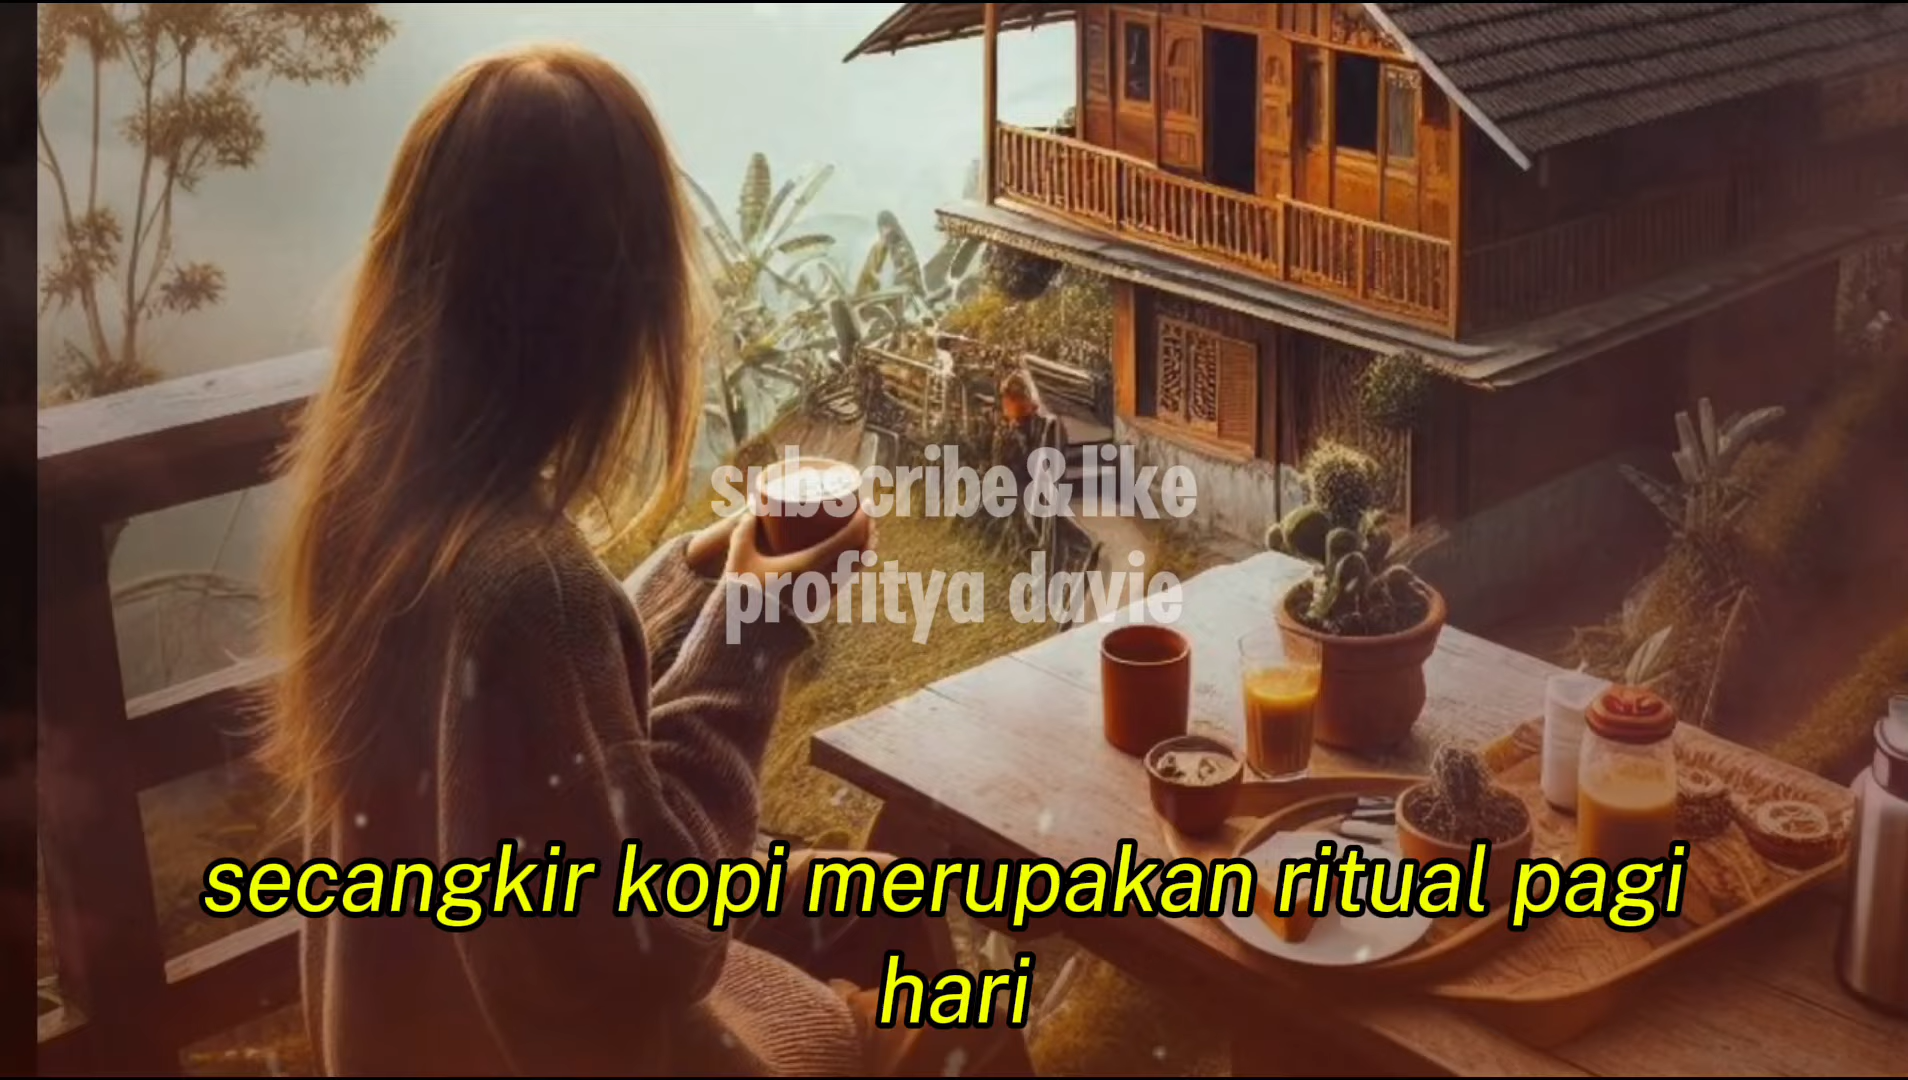 subscribe&like
profitya davie
secangkir kopi merupakan ritual pagi
hari